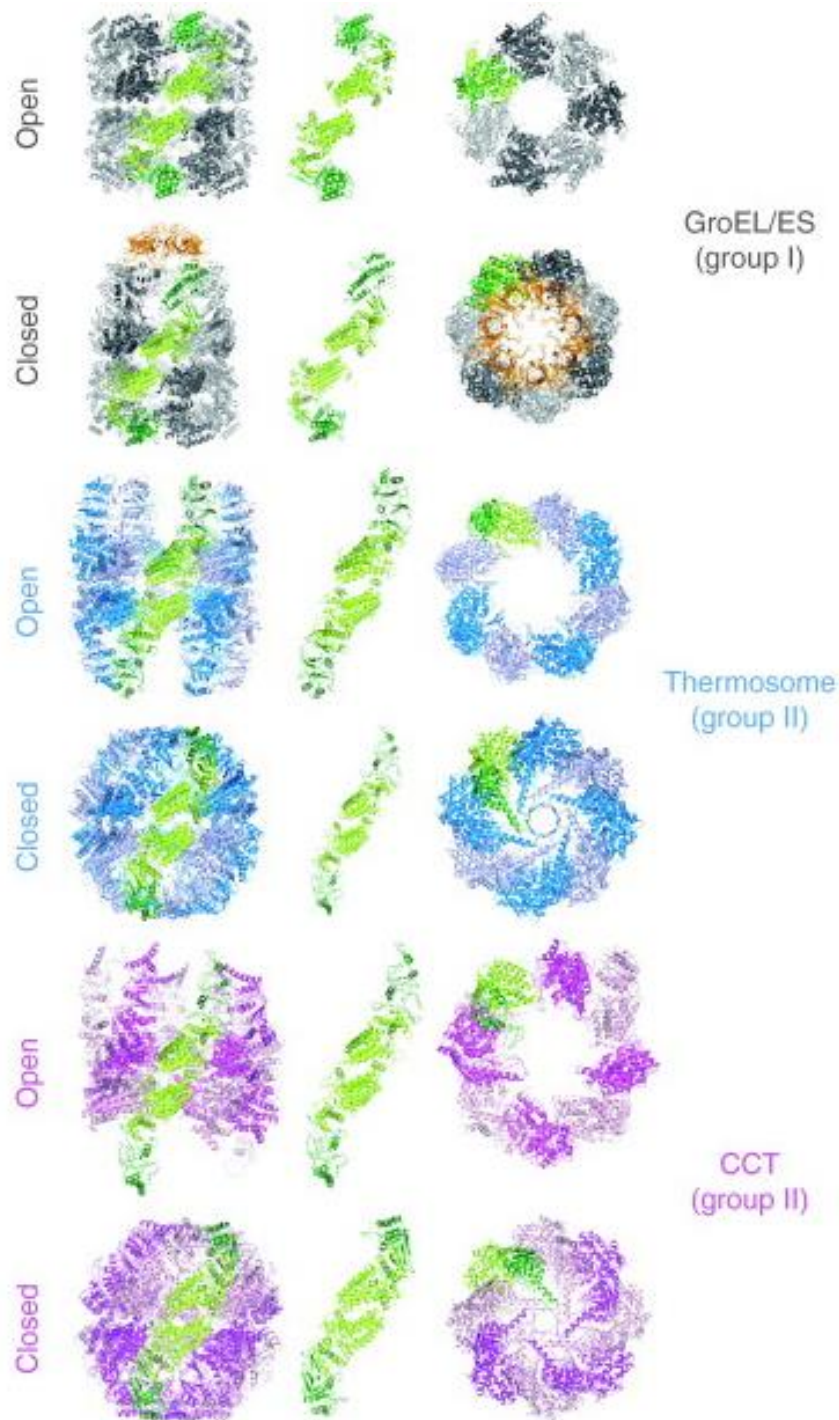 Open
GroEL/ES
(group I)
Closed
Open
Thermosome
(group II)
Closed
Open
CCT
(group II)
Closed